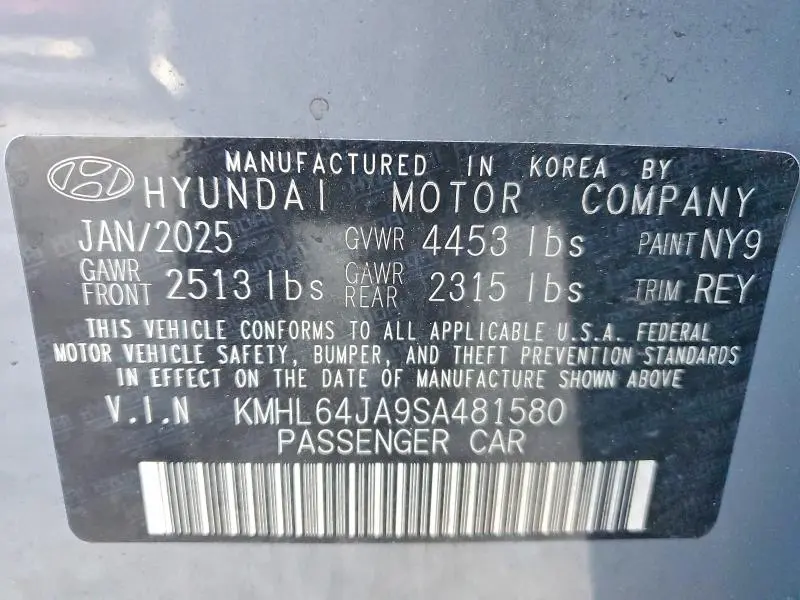 MANUFACTURED IN KOREA BY
HYUNDAI MOTOR COMPANY
JAN/2025 GVWR 4453 lbs PAINT NY9
GAWR FRONT 2513 lbs GAWR REAR 2315 lbs TRIM REY
THIS VEHICLE CONFORMS TO ALL APPLICABLE U.S.A. FEDERAL
MOTOR VEHICLE SAFETY, BUMPER, AND THEFT PREVENTION STANDARDS
IN EFFECT ON THE DATE OF MANUFACTURE SHOWN ABOVE
V.I.N KMHL64JA9SA481580
PASSENGER CAR